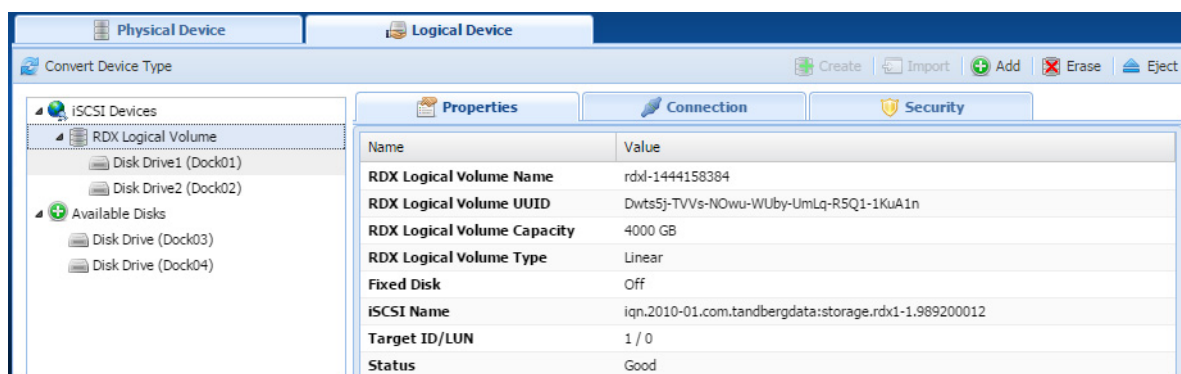 Physical Device Logical Device
Convert Device Type Create Import Add Erase Eject
iSCSI Devices
RDX Logical Volume
Disk Drive1 (Dock01)
Disk Drive2 (Dock02)
Available Disks
Disk Drive (Dock03)
Disk Drive (Dock04)
Properties Connection Security
Name Value
RDX Logical Volume Name rdxl-1444158384
RDX Logical Volume UUID Dwts5j-TVVs-NOwu-WUby-UmLq-R5Q1-1KuA1n
RDX Logical Volume Capacity 4000 GB
RDX Logical Volume Type Linear
Fixed Disk Off
iSCSI Name iqn.2010-01.com.tandbergdata:storage.rdx1-1.989200012
Target ID/LUN 1 / 0
Status Good